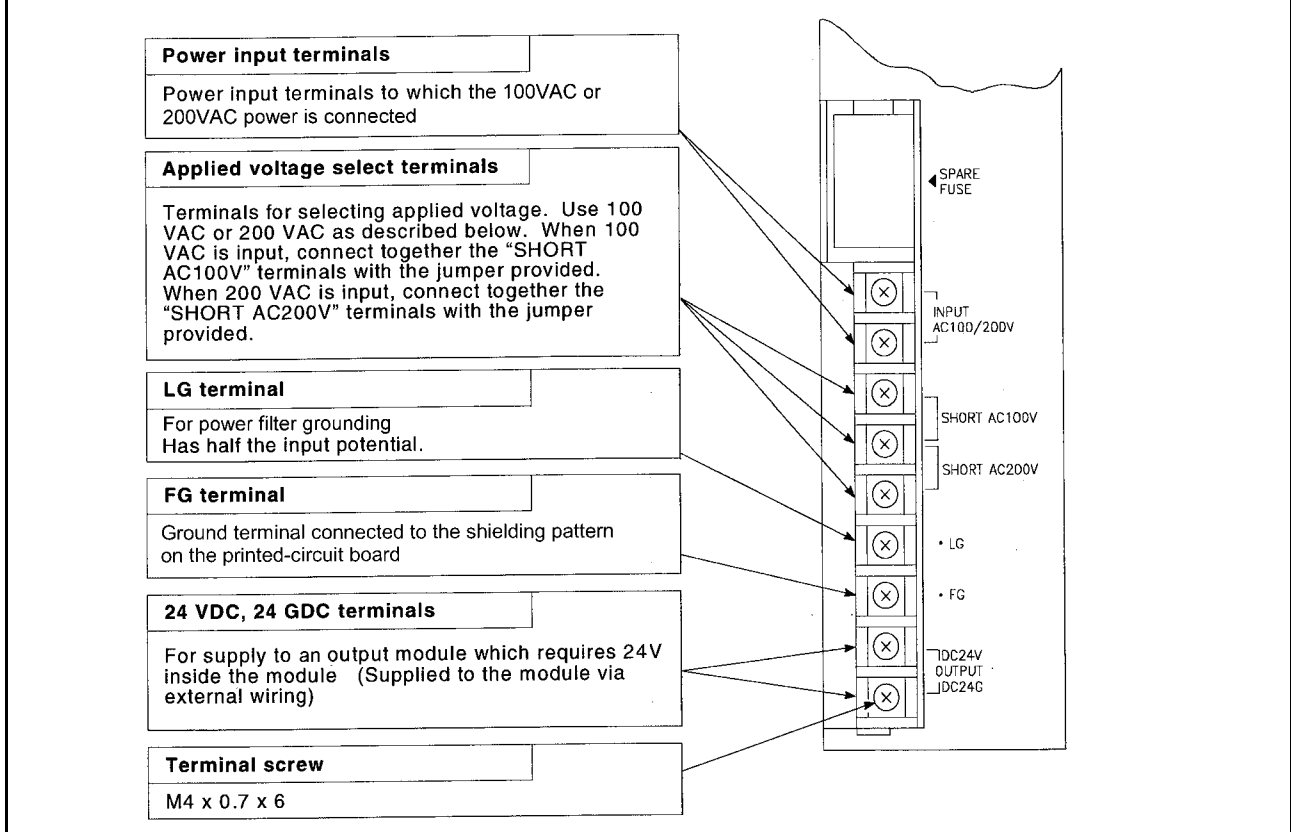 Power input terminals
Power input terminals to which the 100VAC or
200VAC power is connected
Applied voltage select terminals
Terminals for selecting applied voltage. Use 100
VAC or 200 VAC as described below. When 100
VAC is input, connect together the “SHORT
AC100V” terminals with the jumper provided.
When 200 VAC is input, connect together the
“SHORT AC200V” terminals with the jumper
provided.
LG terminal
For power filter grounding
Has half the input potential.
FG terminal
Ground terminal connected to the shielding pattern
on the printed-circuit board
24 VDC, 24 GDC terminals
For supply to an output module which requires 24V
inside the module (Supplied to the module via
external wiring)
Terminal screw
M4 x 0.7 x 6
SPARE
FUSE
INPUT
AC100/200V
SHORT AC100V
SHORT AC200V
• LG
• FG
DC24V
OUTPUT
DC24G